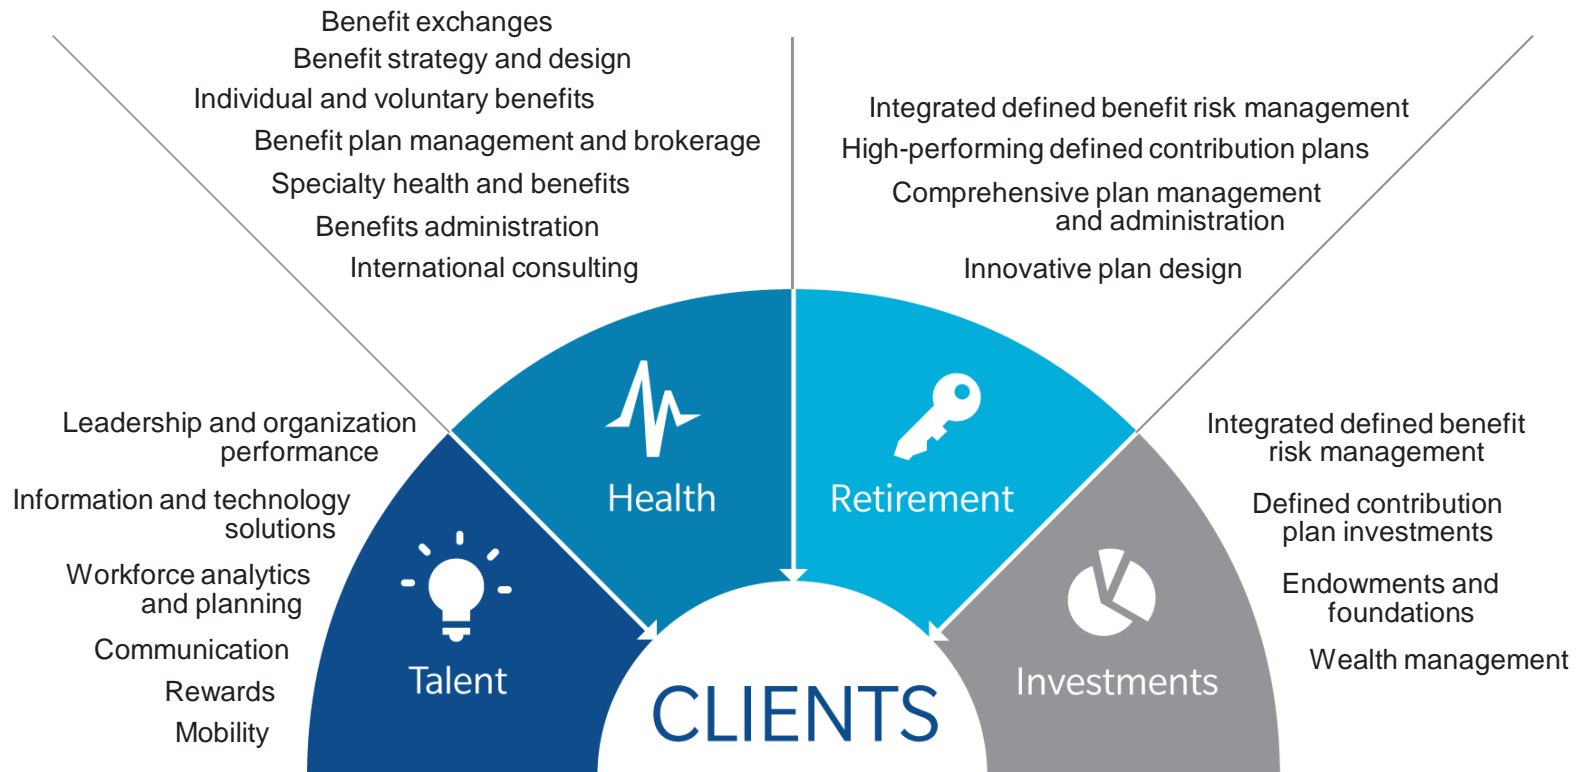 Benefit exchanges
Benefit strategy and design
Individual and voluntary benefits
Benefit plan management and brokerage
Specialty health and benefits
Benefits administration
International consulting
Integrated defined benefit risk management
High-performing defined contribution plans
Comprehensive plan management
and administration
Innovative plan design
Leadership and organization
performance
Information and technology
solutions
Workforce analytics
and planning
Communication
Rewards
Mobility
Talent
Health
Retirement
Investments
CLIENTS
Integrated defined benefit
risk management
Defined contribution
plan investments
Endowments and
foundations
Wealth management